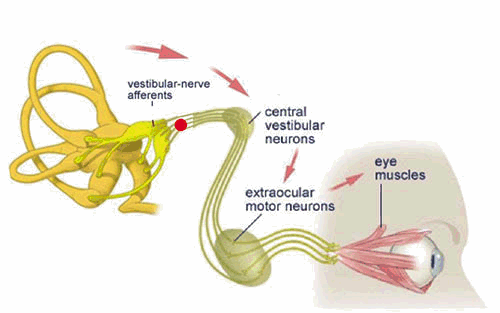 vestibular-nerve
afferents
central
vestibular
neurons
eye
muscles
extraocular
motor neurons